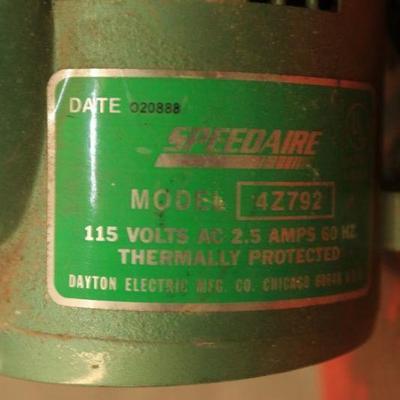 DATE 020888
SPEEDAIRE
MODEL 4Z792
115 VOLTS AC 2.5 AMPS 60 HZ
THERMALLY PROTECTED
DAYTON ELECTRIC MFG. CO. CHICAGO 60648